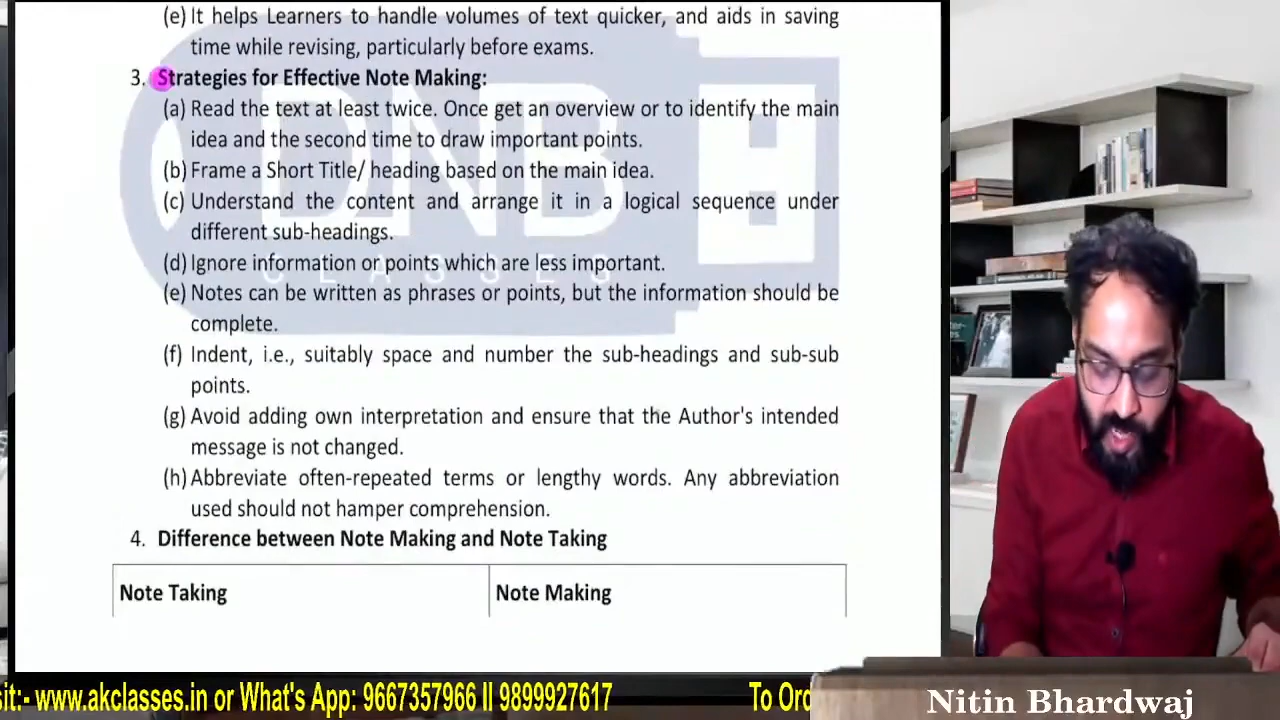 (e) It helps Learners to handle volumes of text quicker, and aids in saving
time while revising, particularly before exams.
3. Strategies for Effective Note Making:
(a) Read the text at least twice. Once get an overview or to identify the main
idea and the second time to draw important points.
(b) Frame a Short Title/ heading based on the main idea.
(c) Understand the content and arrange it in a logical sequence under
different sub-headings.
(d) Ignore information or points which are less important.
(e) Notes can be written as phrases or points, but the information should be
complete.
(f) Indent, i.e., suitably space and number the sub-headings and sub-sub
points.
(g) Avoid adding own interpretation and ensure that the Author's intended
message is not changed.
(h) Abbreviate often-repeated terms or lengthy words. Any abbreviation
used should not hamper comprehension.
4. Difference between Note Making and Note Taking
Note Taking Note Making
DNB
CLASSES
sit:- www.akclasses.in or What's App: 9667357966 II 9899927617 To Ord
Nitin Bhardwaj